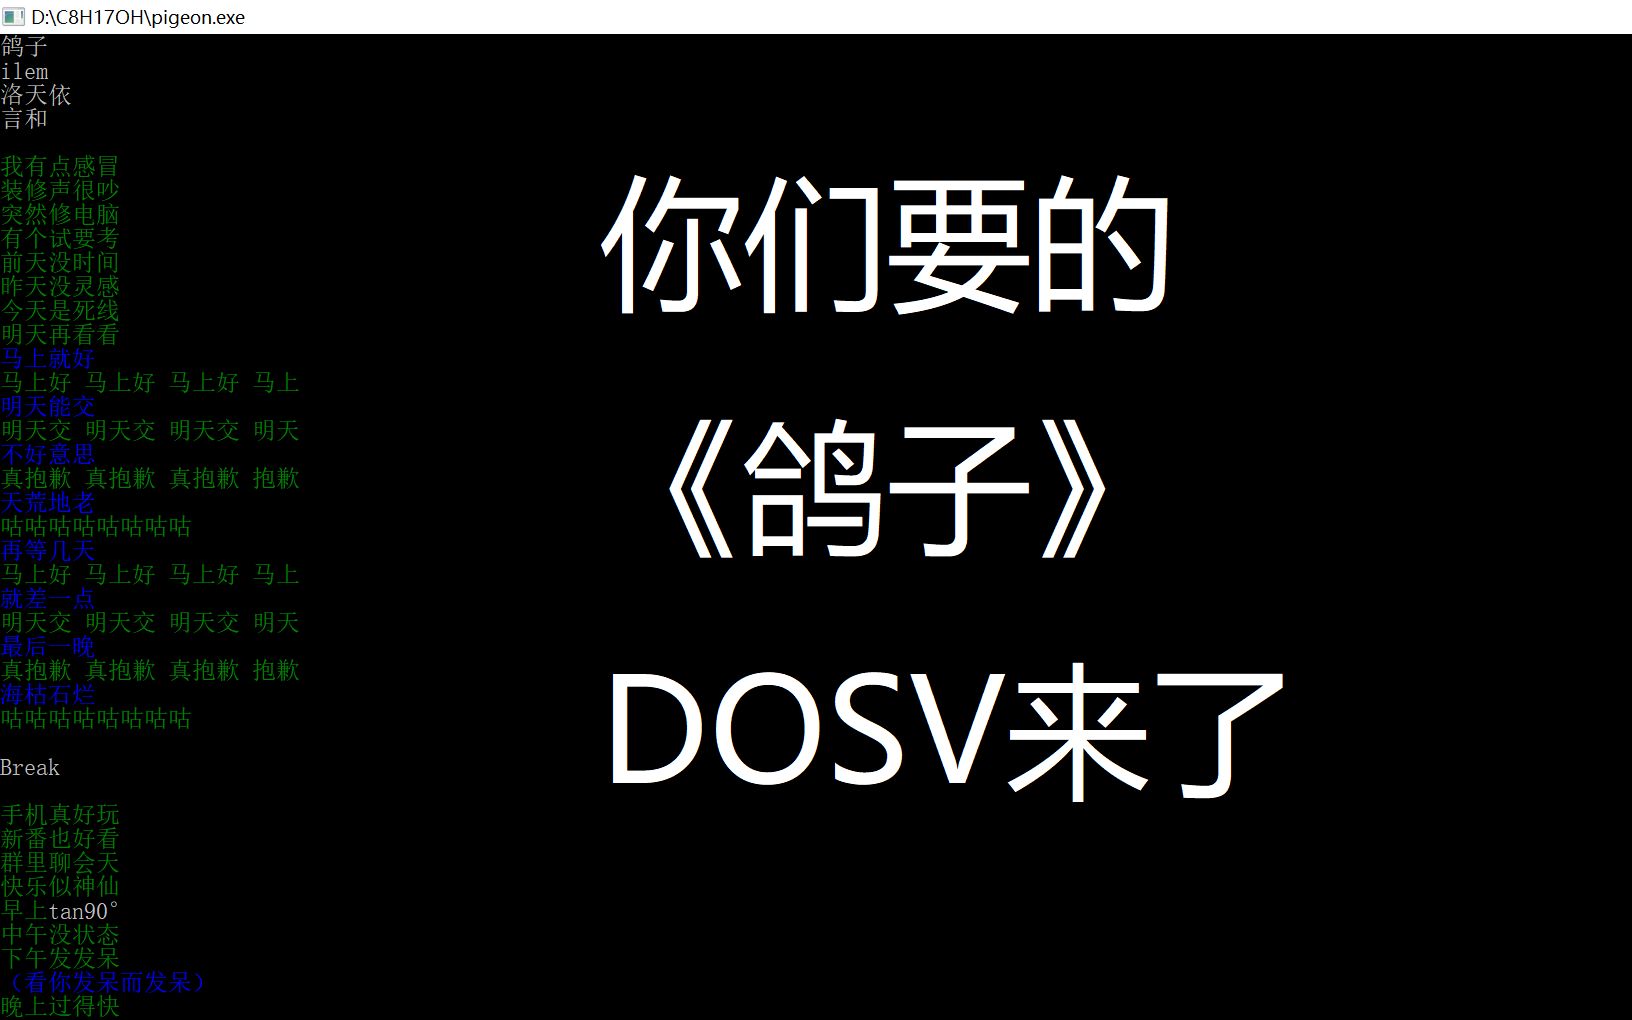 D:\C8H17OH\pigeon.exe
鸽子
ilem
洛天依
言和
我有点感冒
装修声很吵
突然修电脑
有个试要考
前天没时间
昨天没灵感
今天是死线
明天再看看
马上就好
马上好 马上好 马上好 马上
明天能交
明天交 明天交 明天交 明天
不好意思
真抱歉 真抱歉 真抱歉 抱歉
天荒地老
咕咕咕咕咕咕咕咕
再等几天
马上好 马上好 马上好 马上
就差一点
明天交 明天交 明天交 明天
最后一晚
真抱歉 真抱歉 真抱歉 抱歉
海枯石烂
咕咕咕咕咕咕咕咕
Break
手机真好玩
新番也好看
群里聊会天
快乐似神仙
早上tan90°
中午没状态
下午发发呆
（看你发呆而发呆）
晚上过得快
你们要的
《鸽子》
DOSV来了